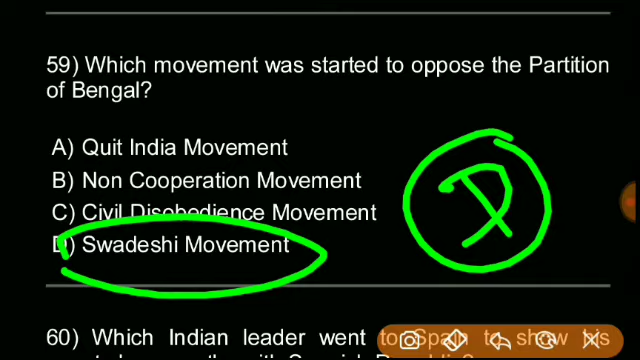 59) Which movement was started to oppose the Partition
of Bengal?
A) Quit India Movement
B) Non Cooperation Movement
C) Civil Disobedience Movement
D) Swadeshi Movement
60) Which Indian leader went to Spain to show his